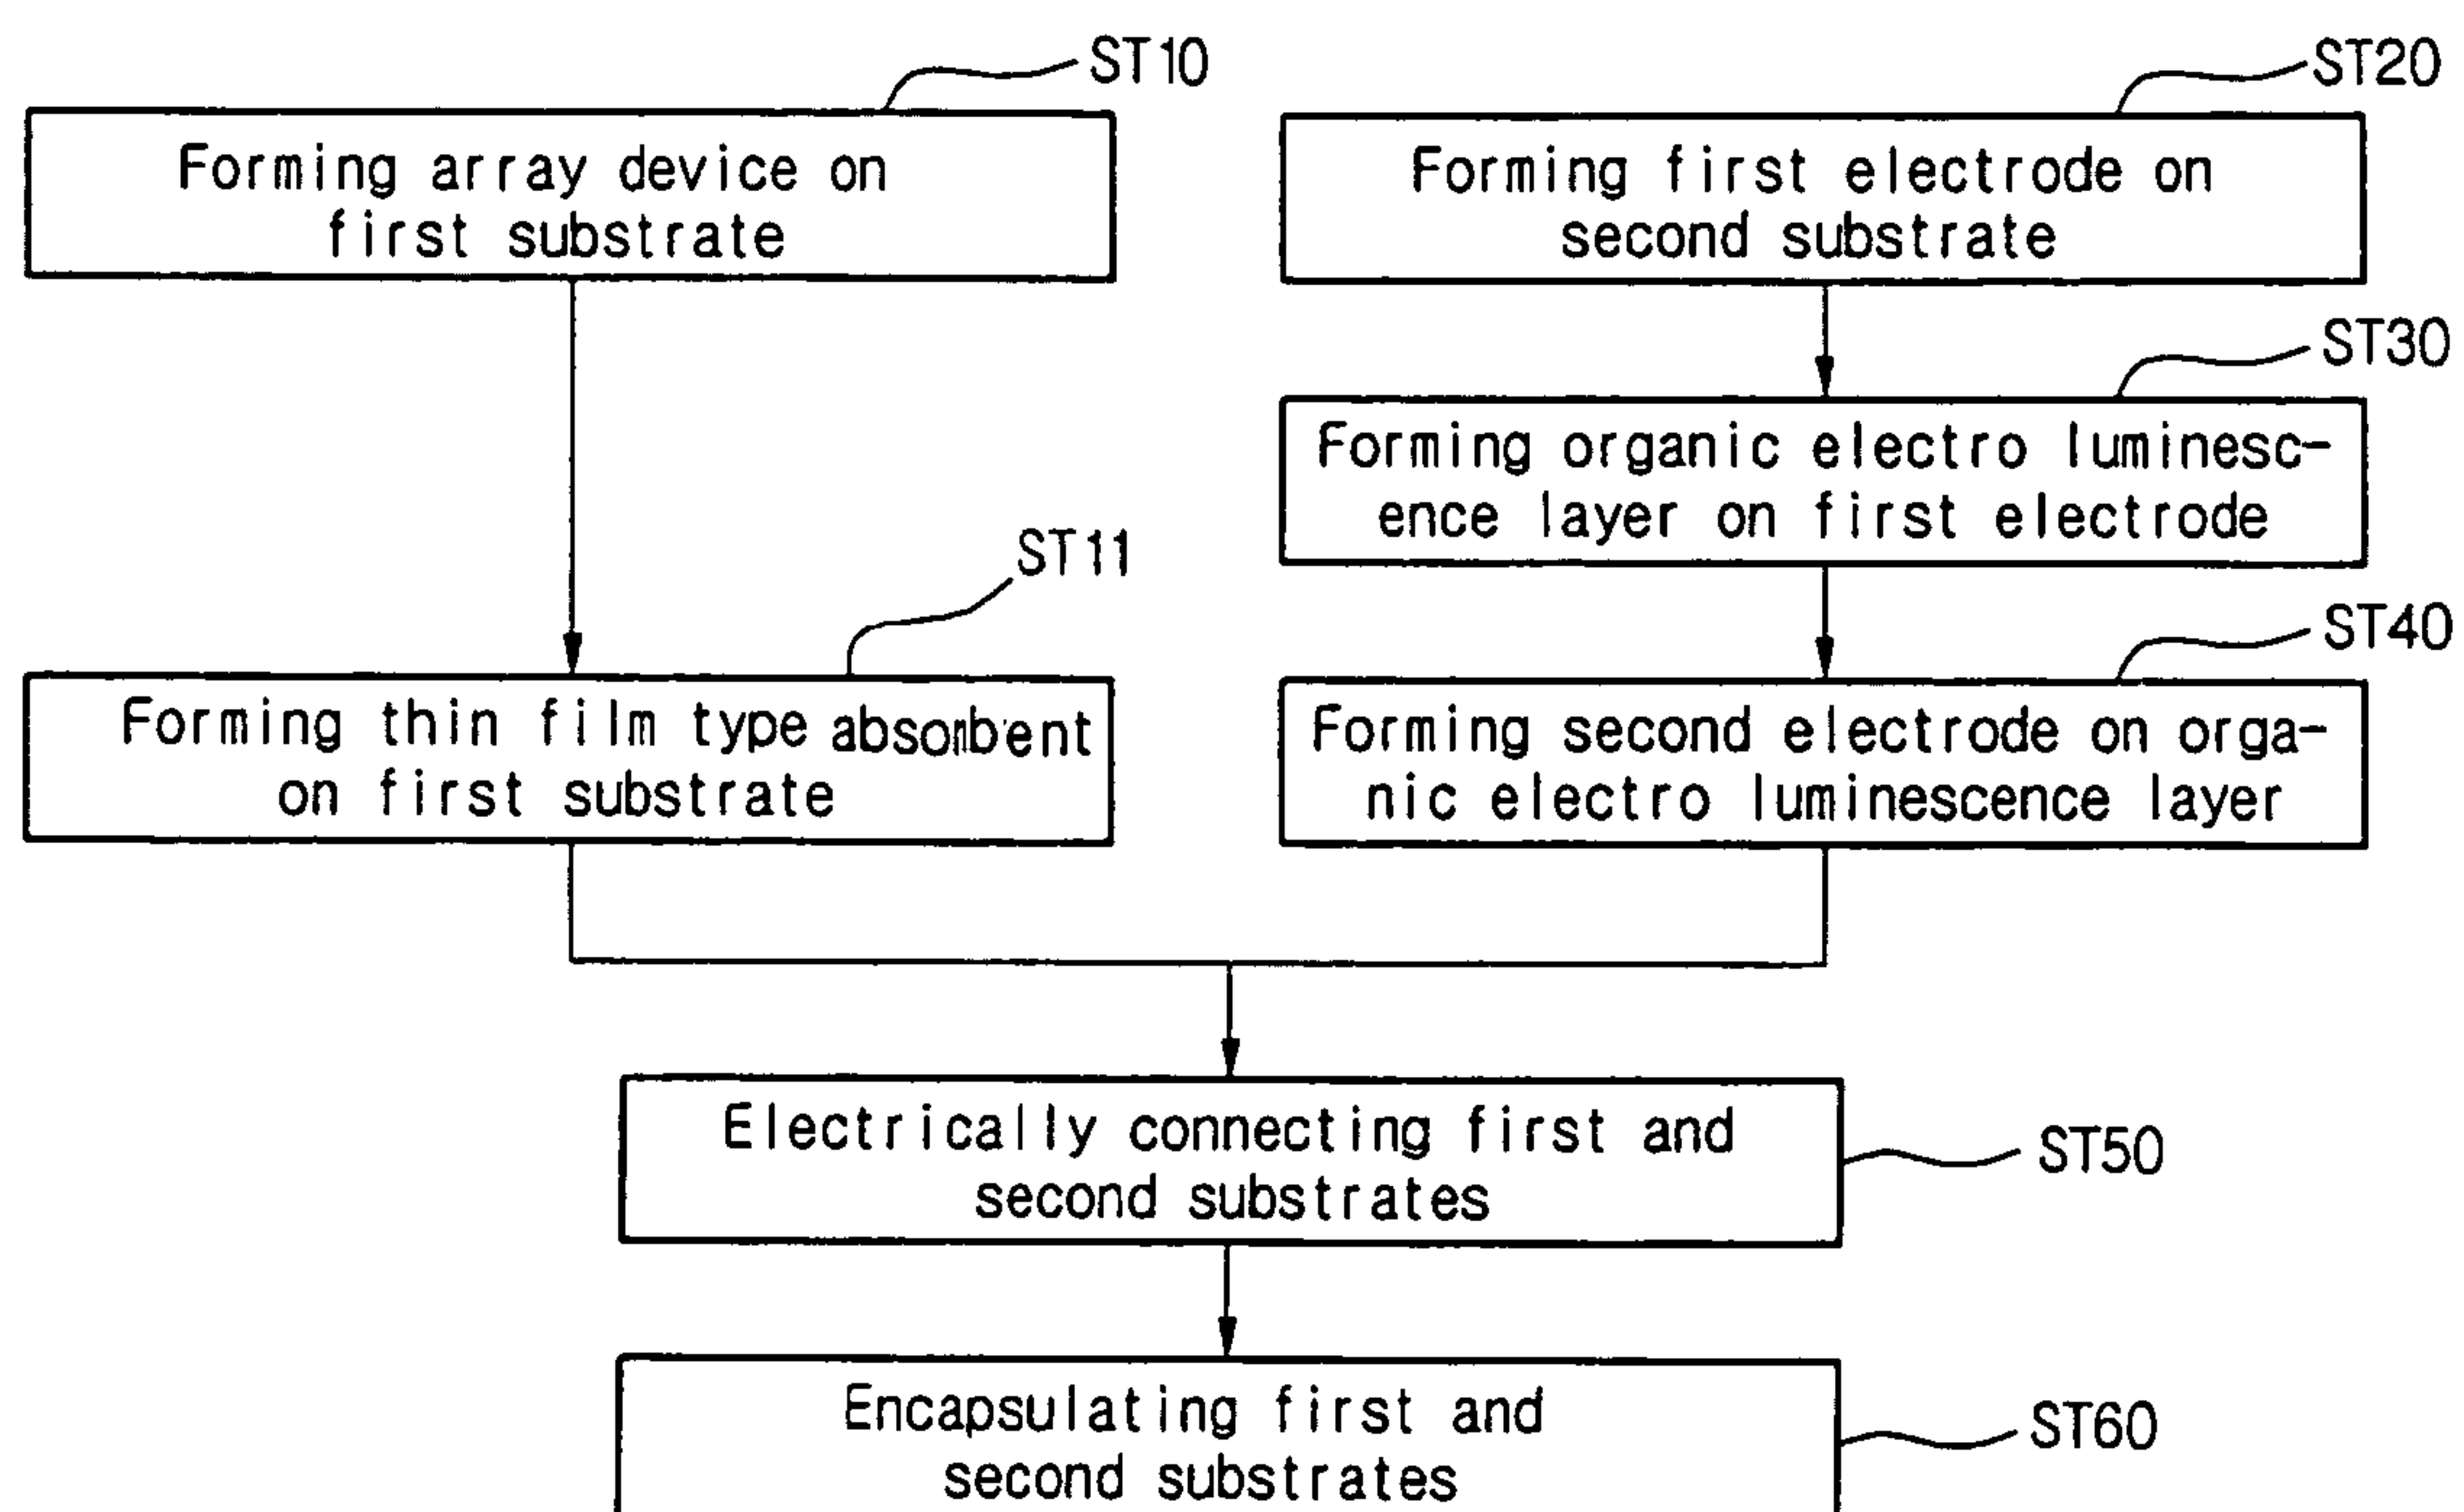 ST10
Forming array device on
first substrate
ST20
Forming first electrode on
second substrate
ST30
Forming organic electro luminesc-
ence layer on first electrode
ST11
Forming thin film type absorbent
on first substrate
ST40
Forming second electrode on orga-
nic electro luminescence layer
Electrically connecting first and
second substrates
ST50
Encapsulating first and
second substrates
ST60